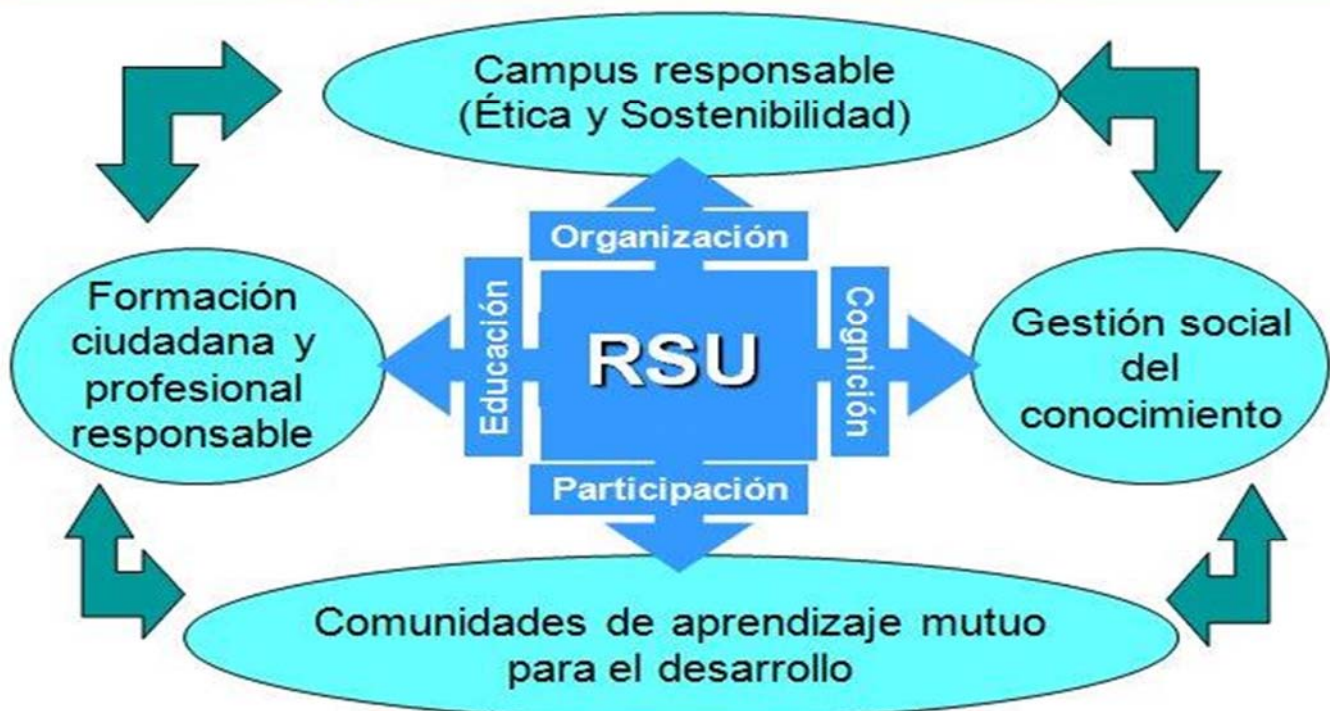 Campus responsable
(Ética y Sostenibilidad)
Organización
Educación
RSU
Cognición
Participación
Formación
ciudadana y
profesional
responsable
Gestión social
del
conocimiento
Comunidades de aprendizaje mutuo
para el desarrollo